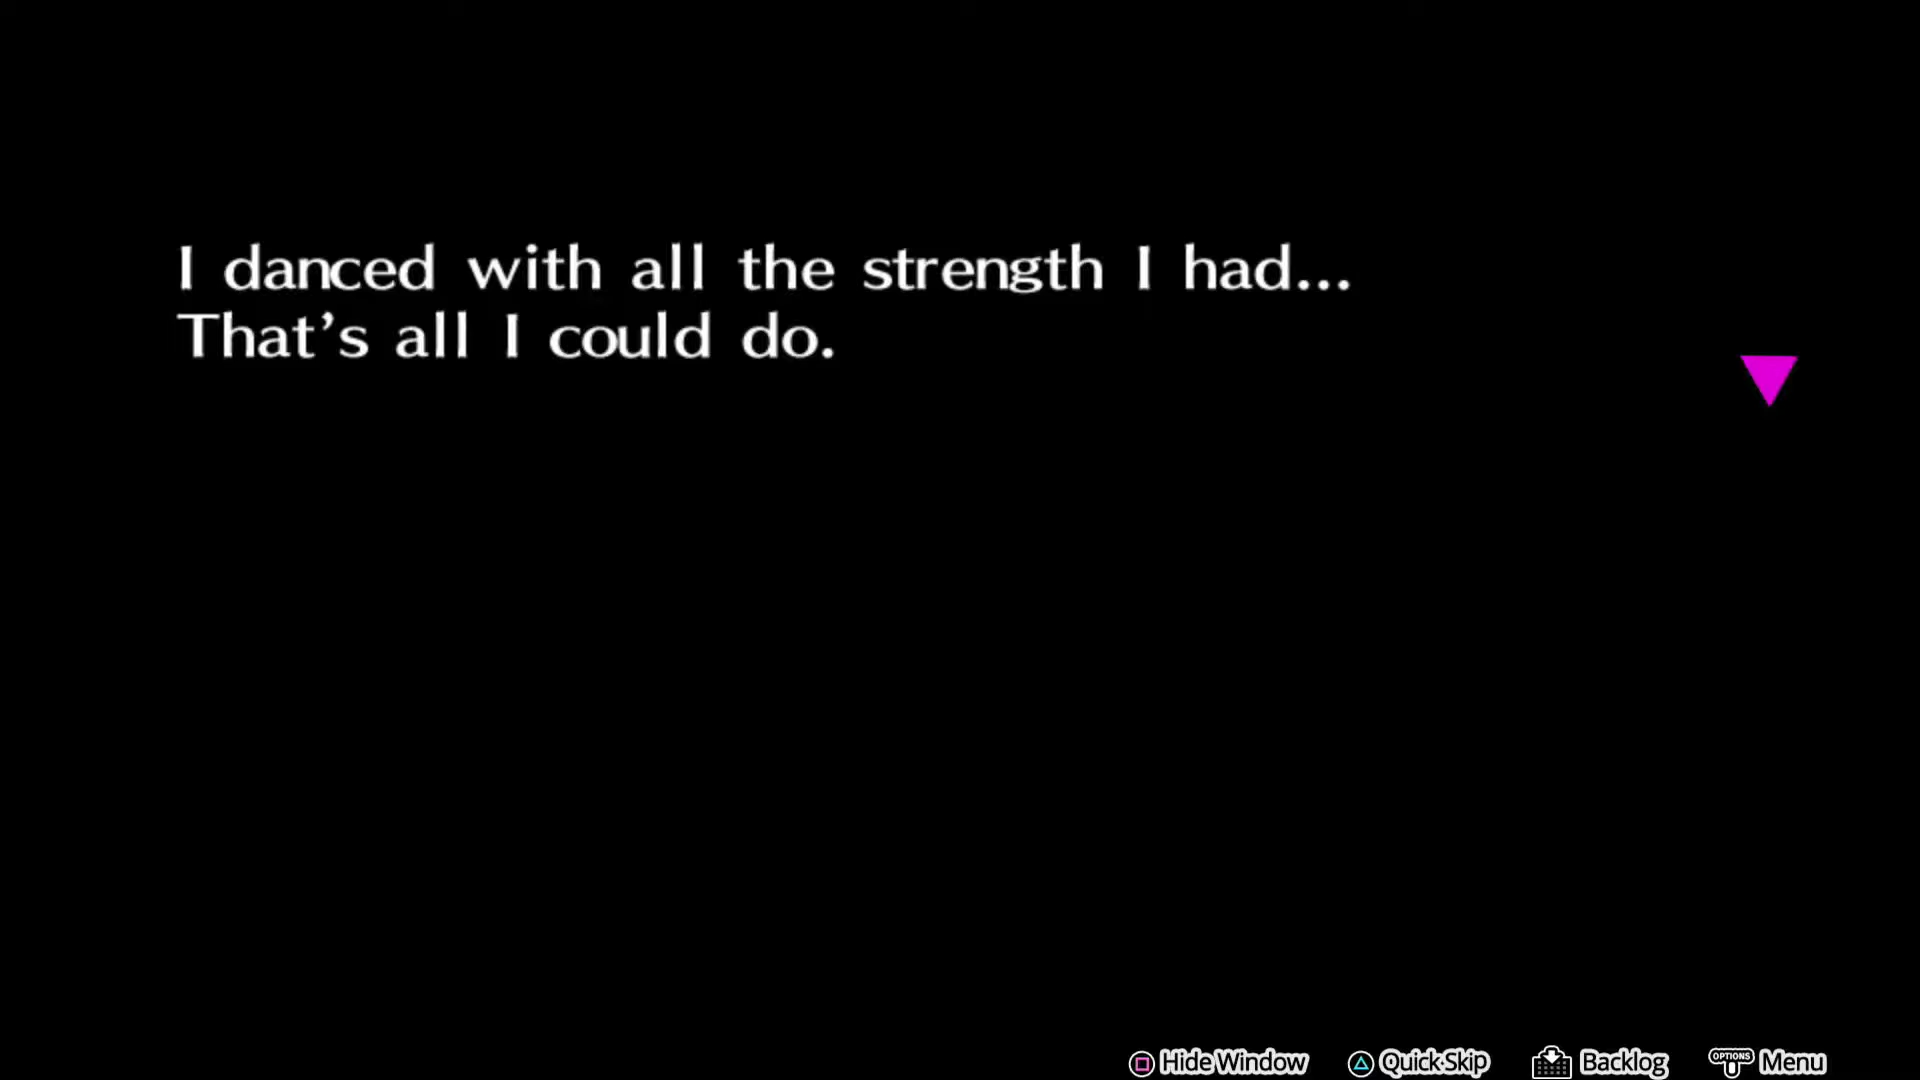 I danced with all the strength I had...
That's all I could do.
Hide Window Quick Skip Backlog OPTIONS Menu